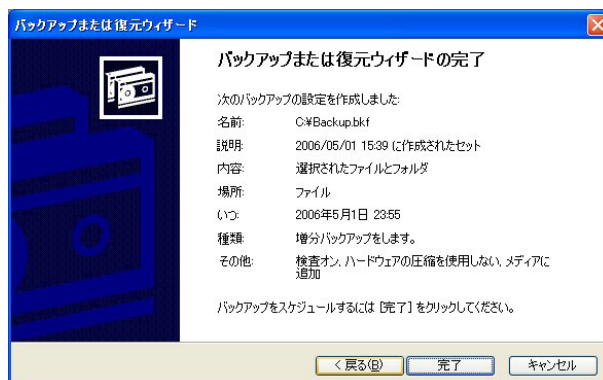 バックアップまたは復元ウィザード
バックアップまたは復元ウィザードの完了
次のバックアップの設定を作成しました:
名前: C:¥Backup.bkf
説明: 2006/05/01 15:39 に作成されたセット
内容: 選択されたファイルとフォルダ
場所: ファイル
いつ: 2006年5月1日 23:55
種類: 増分バックアップをします。
その他: 検査オン, ハードウェアの圧縮を使用しない, メディアに
追加
バックアップをスケジュールするには [完了] をクリックしてください。
< 戻る(B) 完了 キャンセル